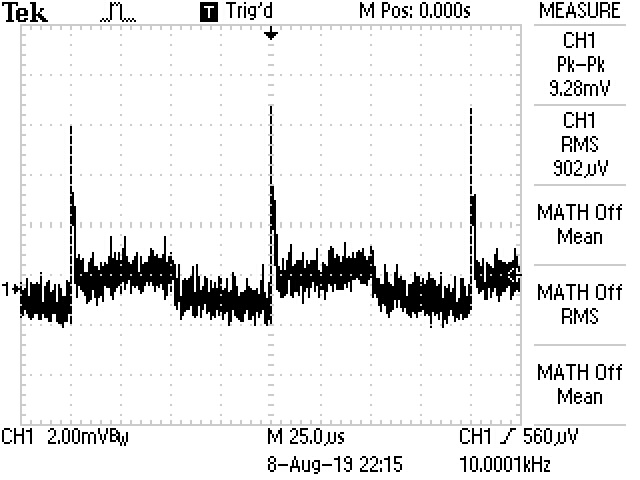 Tek
T Trig'd
M Pos: 0.000s
MEASURE
CH1
Pk-Pk
9.28mV
CH1
RMS
902µV
MATH Off
Mean
MATH Off
RMS
MATH Off
Mean
1
CH1 2.00mVBW
M 25.0µs
CH1 560µV
8-Aug-19 22:15
10.0001kHz